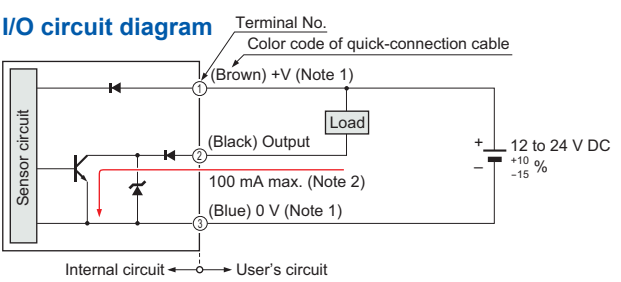 I/O circuit diagram
Terminal No.
Color code of quick-connection cable
(Brown) +V (Note 1)
1
Load
Sensor circuit
(Black) Output
2
+
12 to 24 V DC
–
+10
–15 %
100 mA max. (Note 2)
(Blue) 0 V (Note 1)
3
Internal circuit
User's circuit